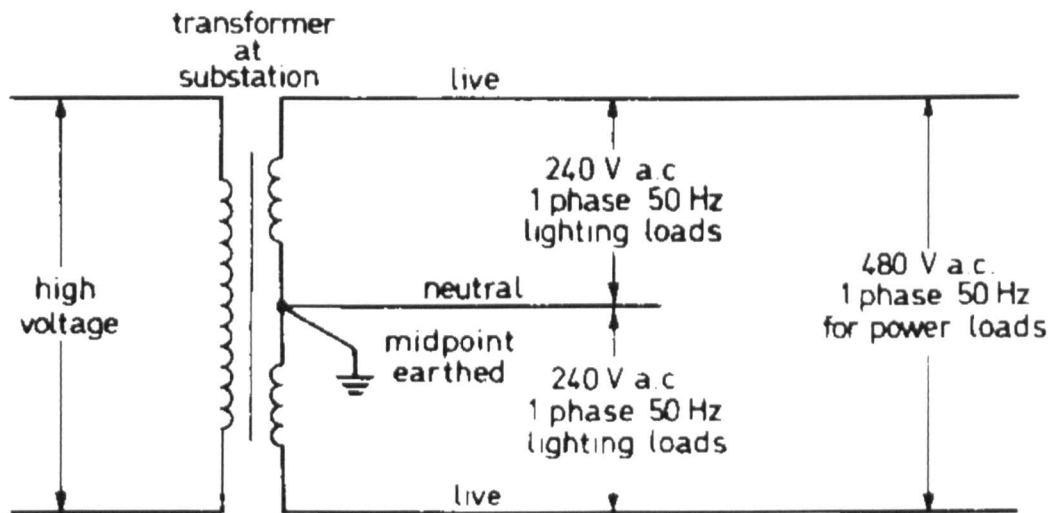 transformer
at
substation
live
240 V a.c
1 phase 50 Hz
lighting loads
high
voltage
neutral
midpoint
earthed
480 V a.c.
1 phase 50 Hz
for power loads
240 V a.c
1 phase 50 Hz
lighting loads
live